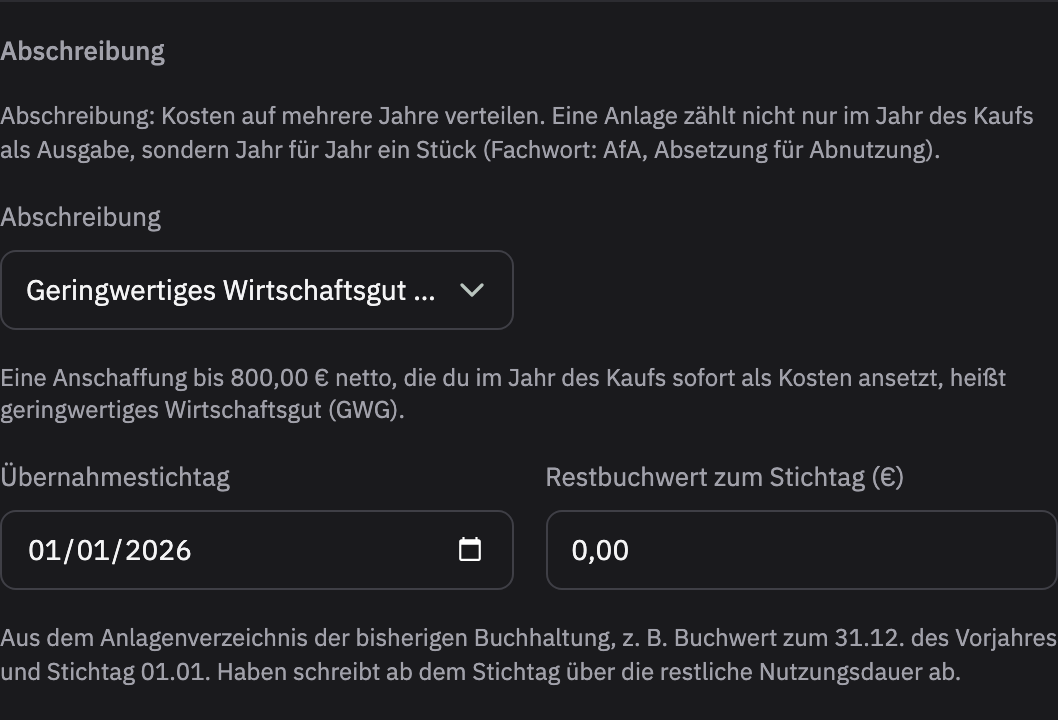 Abschreibung
Abschreibung: Kosten auf mehrere Jahre verteilen. Eine Anlage zählt nicht nur im Jahr des Kaufs
als Ausgabe, sondern Jahr für Jahr ein Stück (Fachwort: AfA, Absetzung für Abnutzung).
Abschreibung
Geringwertiges Wirtschaftsgut ...
Eine Anschaffung bis 800,00 € netto, die du im Jahr des Kaufs sofort als Kosten ansetzt, heißt
geringwertiges Wirtschaftsgut (GWG).
Übernahmestichtag
Restbuchwert zum Stichtag (€)
01/01/2026
0,00
Aus dem Anlagenverzeichnis der bisherigen Buchhaltung, z. B. Buchwert zum 31.12. des Vorjahres
und Stichtag 01.01. Haben schreibt ab dem Stichtag über die restliche Nutzungsdauer ab.